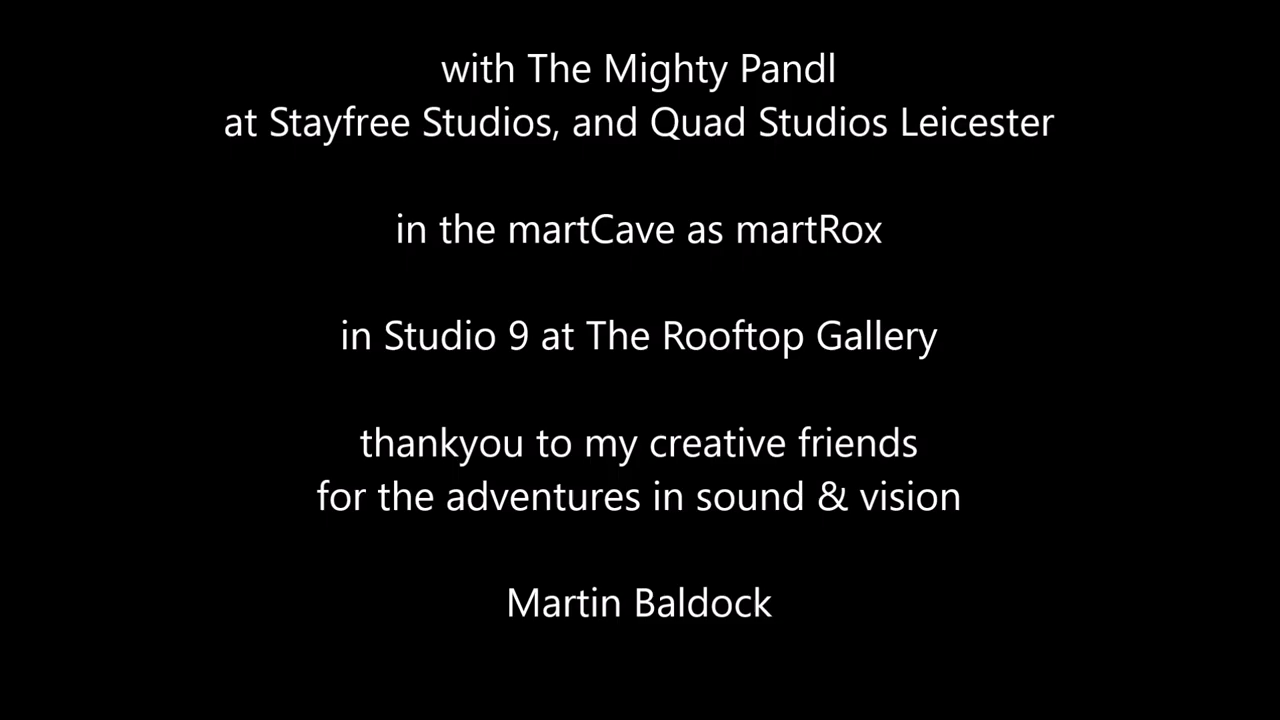 with The Mighty Pandl
at Stayfree Studios, and Quad Studios Leicester
in the martCave as martRox
in Studio 9 at The Rooftop Gallery
thankyou to my creative friends
for the adventures in sound & vision
Martin Baldock